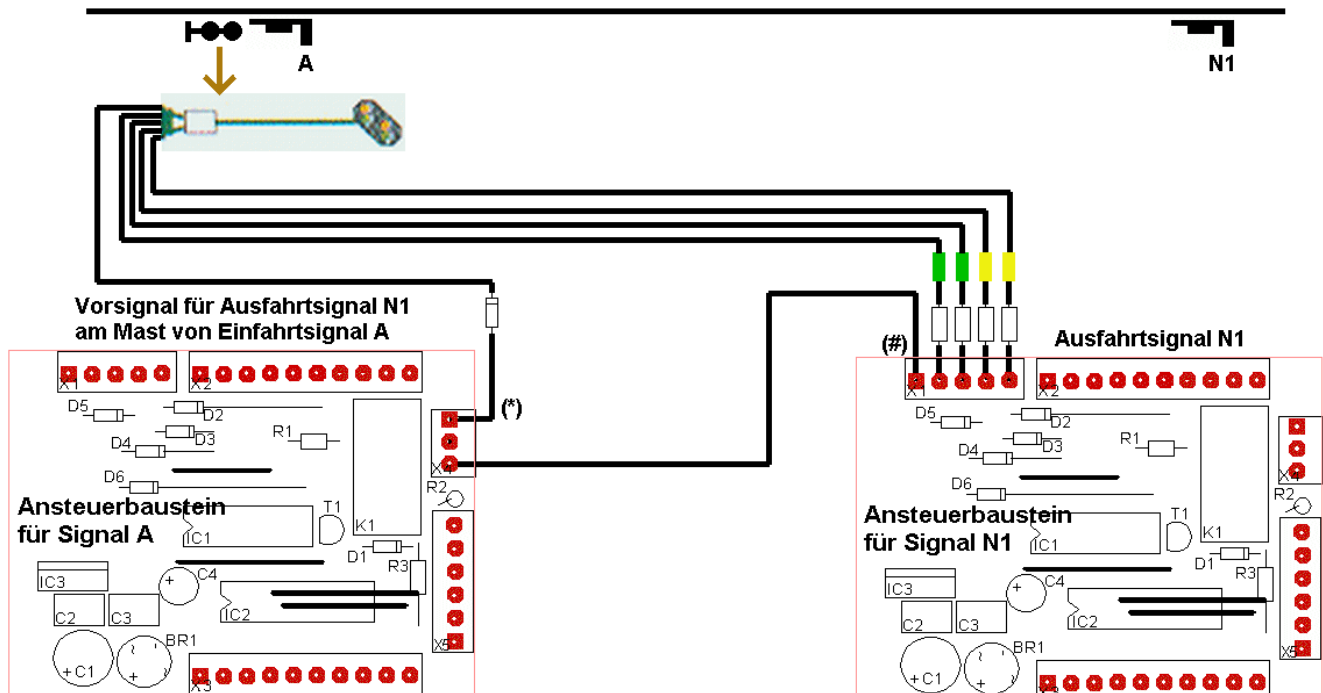 A
N1
Vorsignal für Ausfahrtsignal N1
am Mast von Einfahrtsignal A
(#)
Ausfahrtsignal N1
X1
X2
D5
D2
D4
D3
R1
(*)
X4
D6
R2
Ansteuerbaustein
für Signal A
T1
IC1
K1
D1
R3
IC3
C4
C2
C3
IC2
X5
+C1
BR1
X3
X1
X2
D5
D2
D4
D3
R1
X4
D6
R2
Ansteuerbaustein
für Signal N1
T1
IC1
K1
D1
R3
IC3
C4
C2
C3
IC2
X5
+C1
BR1
X3